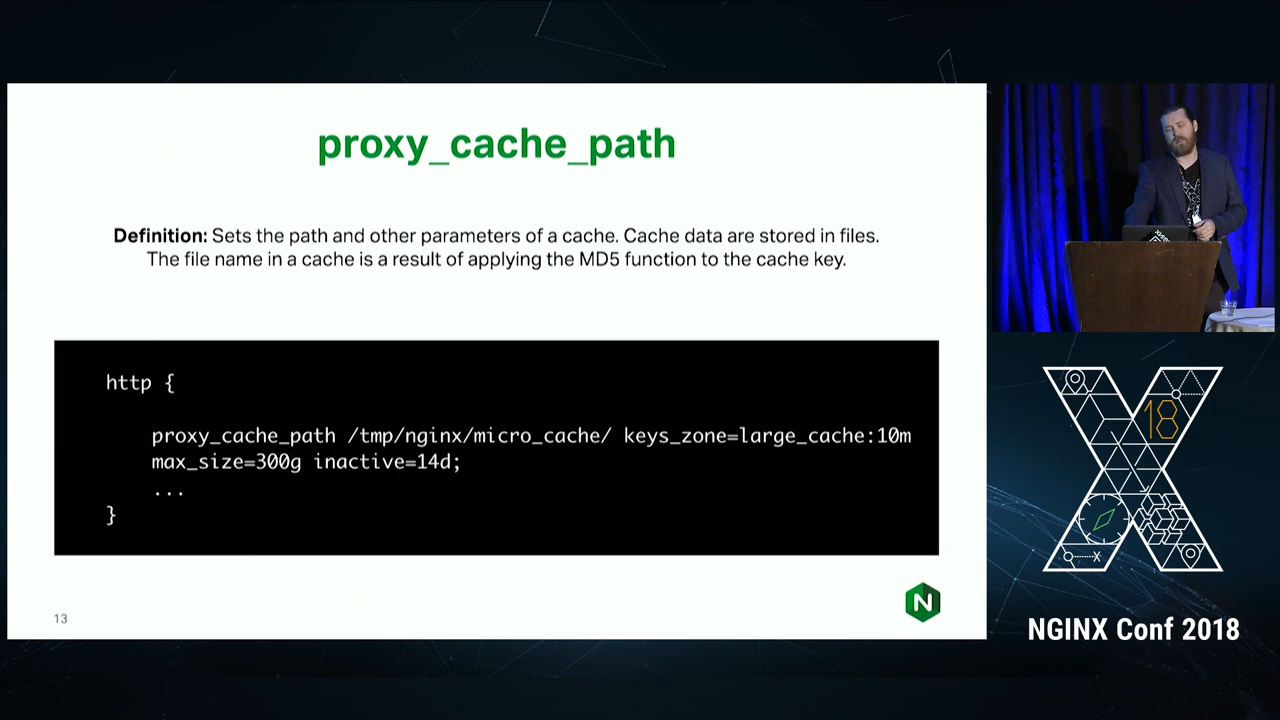 proxy_cache_path
Definition: Sets the path and other parameters of a cache. Cache data are stored in files.
The file name in a cache is a result of applying the MD5 function to the cache key.
http {
proxy_cache_path /tmp/nginx/micro_cache/ keys_zone=large_cache:10m
max_size=300g inactive=14d;
...
}
13
N
18
NGINX Conf 2018